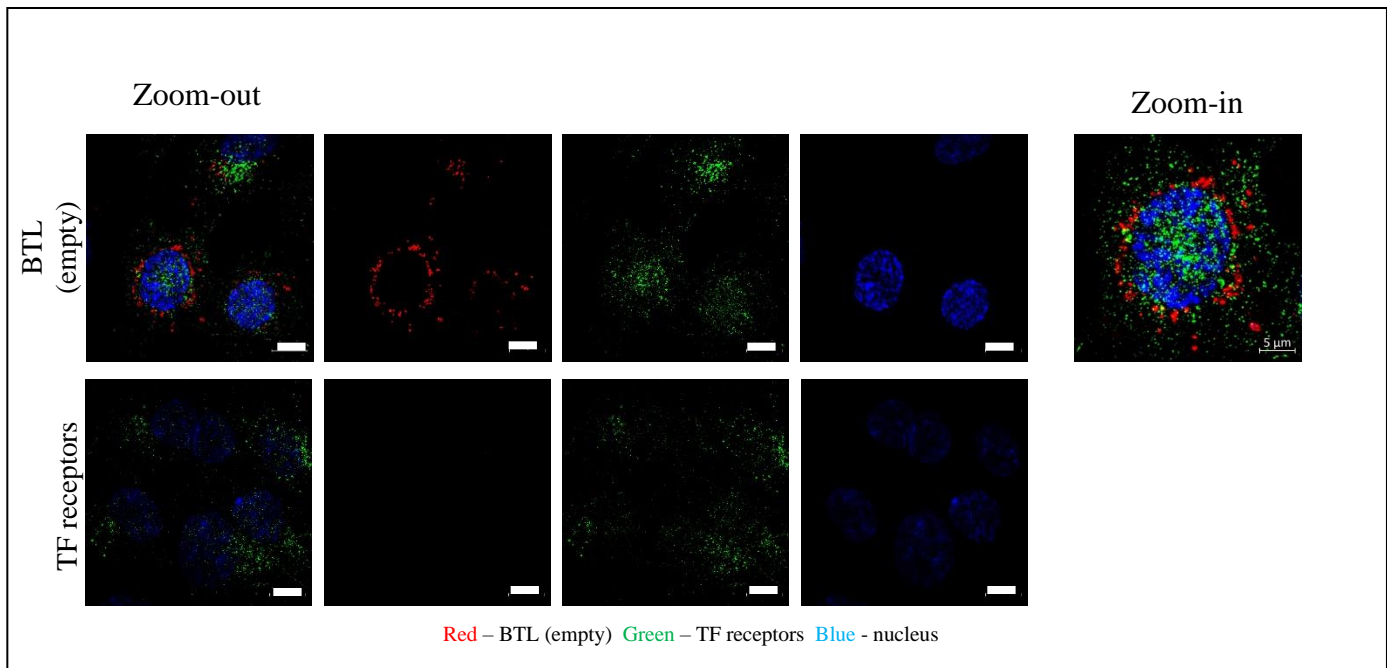 Zoom-out
Zoom-in
BTL
(empty)
5 µm
TF receptors
Red – BTL (empty) Green – TF receptors Blue - nucleus